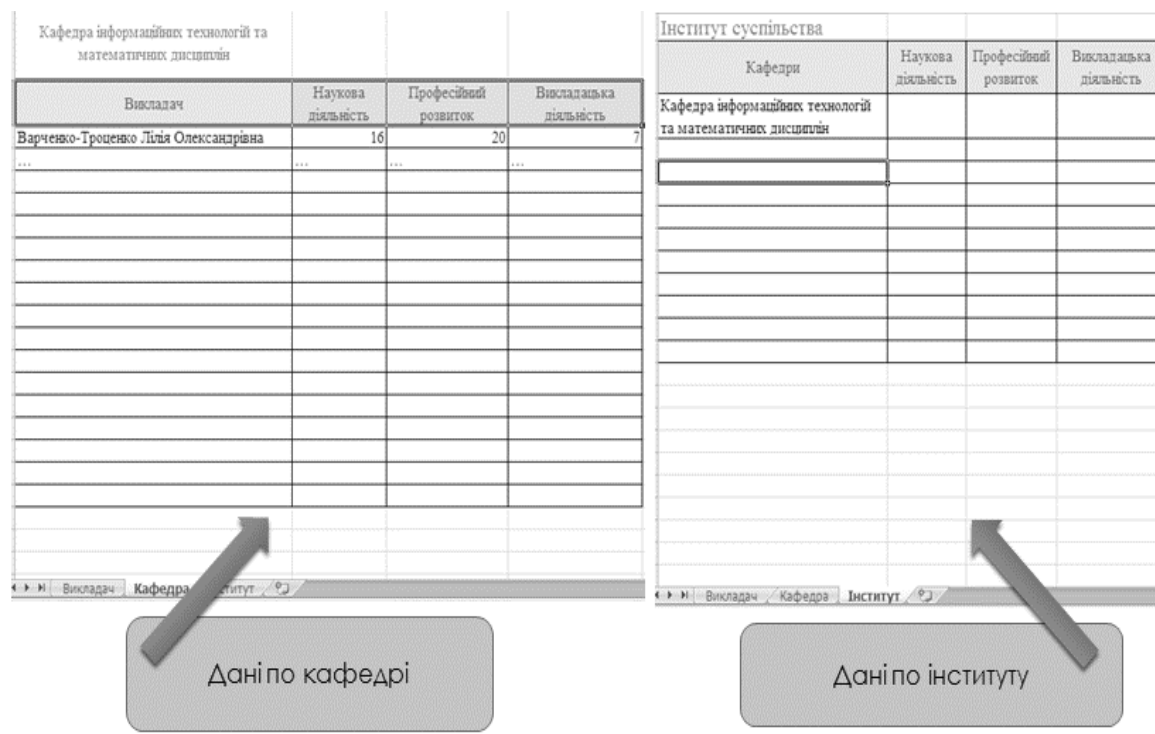 Кафедра інформаційних технологій та
математичних дисциплін
Викладач
Наукова
діяльність
Професійний
розвиток
Викладацька
діяльність
Варченко-Троценко Лілія Олександрівна 16 20 7
... ... ... ...
Викладач Кафедра
Дані по кафедрі
Інститут суспільства
Кафедри
Наукова
діяльність
Професійний
розвиток
Викладацька
діяльність
Кафедра інформаційних технологій
та математичних дисциплін
Викладач Кафедра Інститут
Дані по інституту